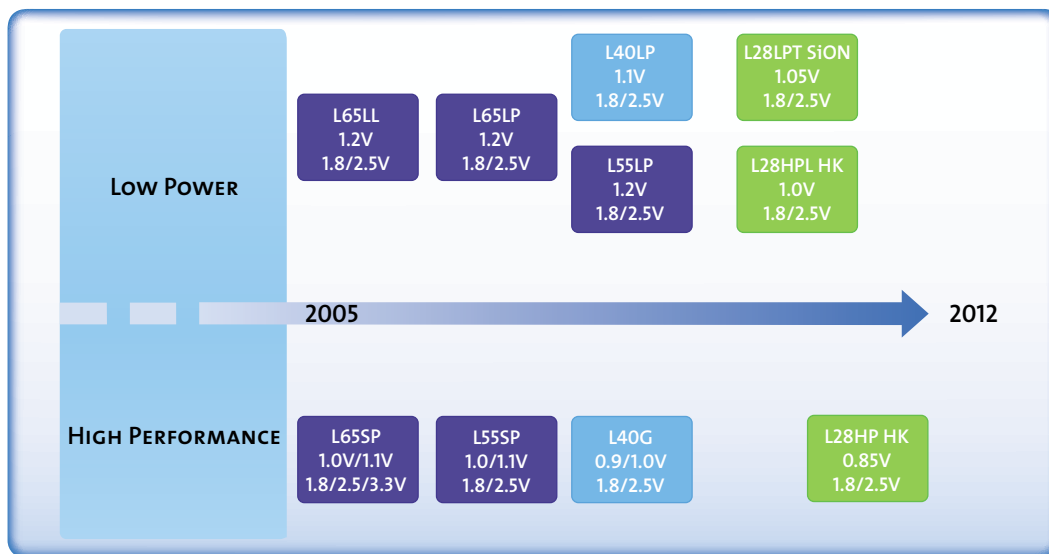 L40LP
1.1V
1.8/2.5V
L28LPT SiON
1.05V
1.8/2.5V
L65LL
1.2V
1.8/2.5V
L65LP
1.2V
1.8/2.5V
L55LP
1.2V
1.8/2.5V
L28HPL HK
1.0V
1.8/2.5V
Low Power
2005
2012
High Performance
L65SP
1.0V/1.1V
1.8/2.5/3.3V
L55SP
1.0/1.1V
1.8/2.5V
L40G
0.9/1.0V
1.8/2.5V
L28HP HK
0.85V
1.8/2.5V